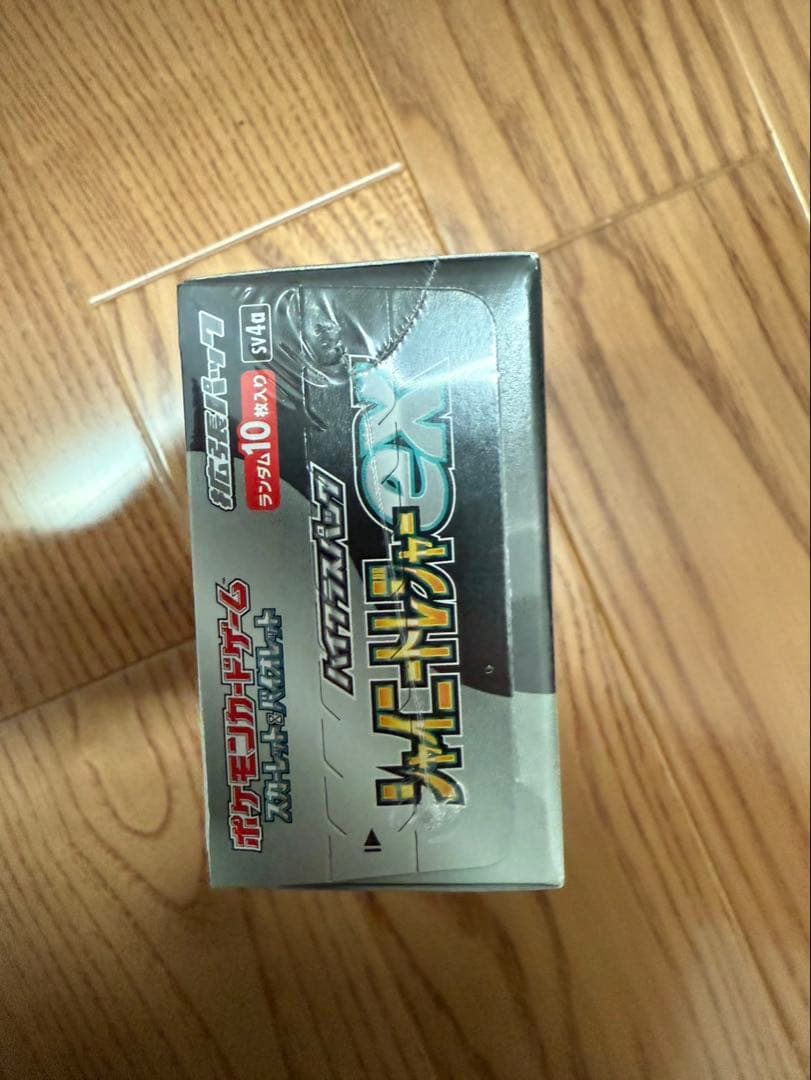 ポケモンカードゲーム
スカーレット&バイオレット
拡張パック
ランダム10枚入り
sv4a
ハイクラスパック
シャイニートレジャー
ex